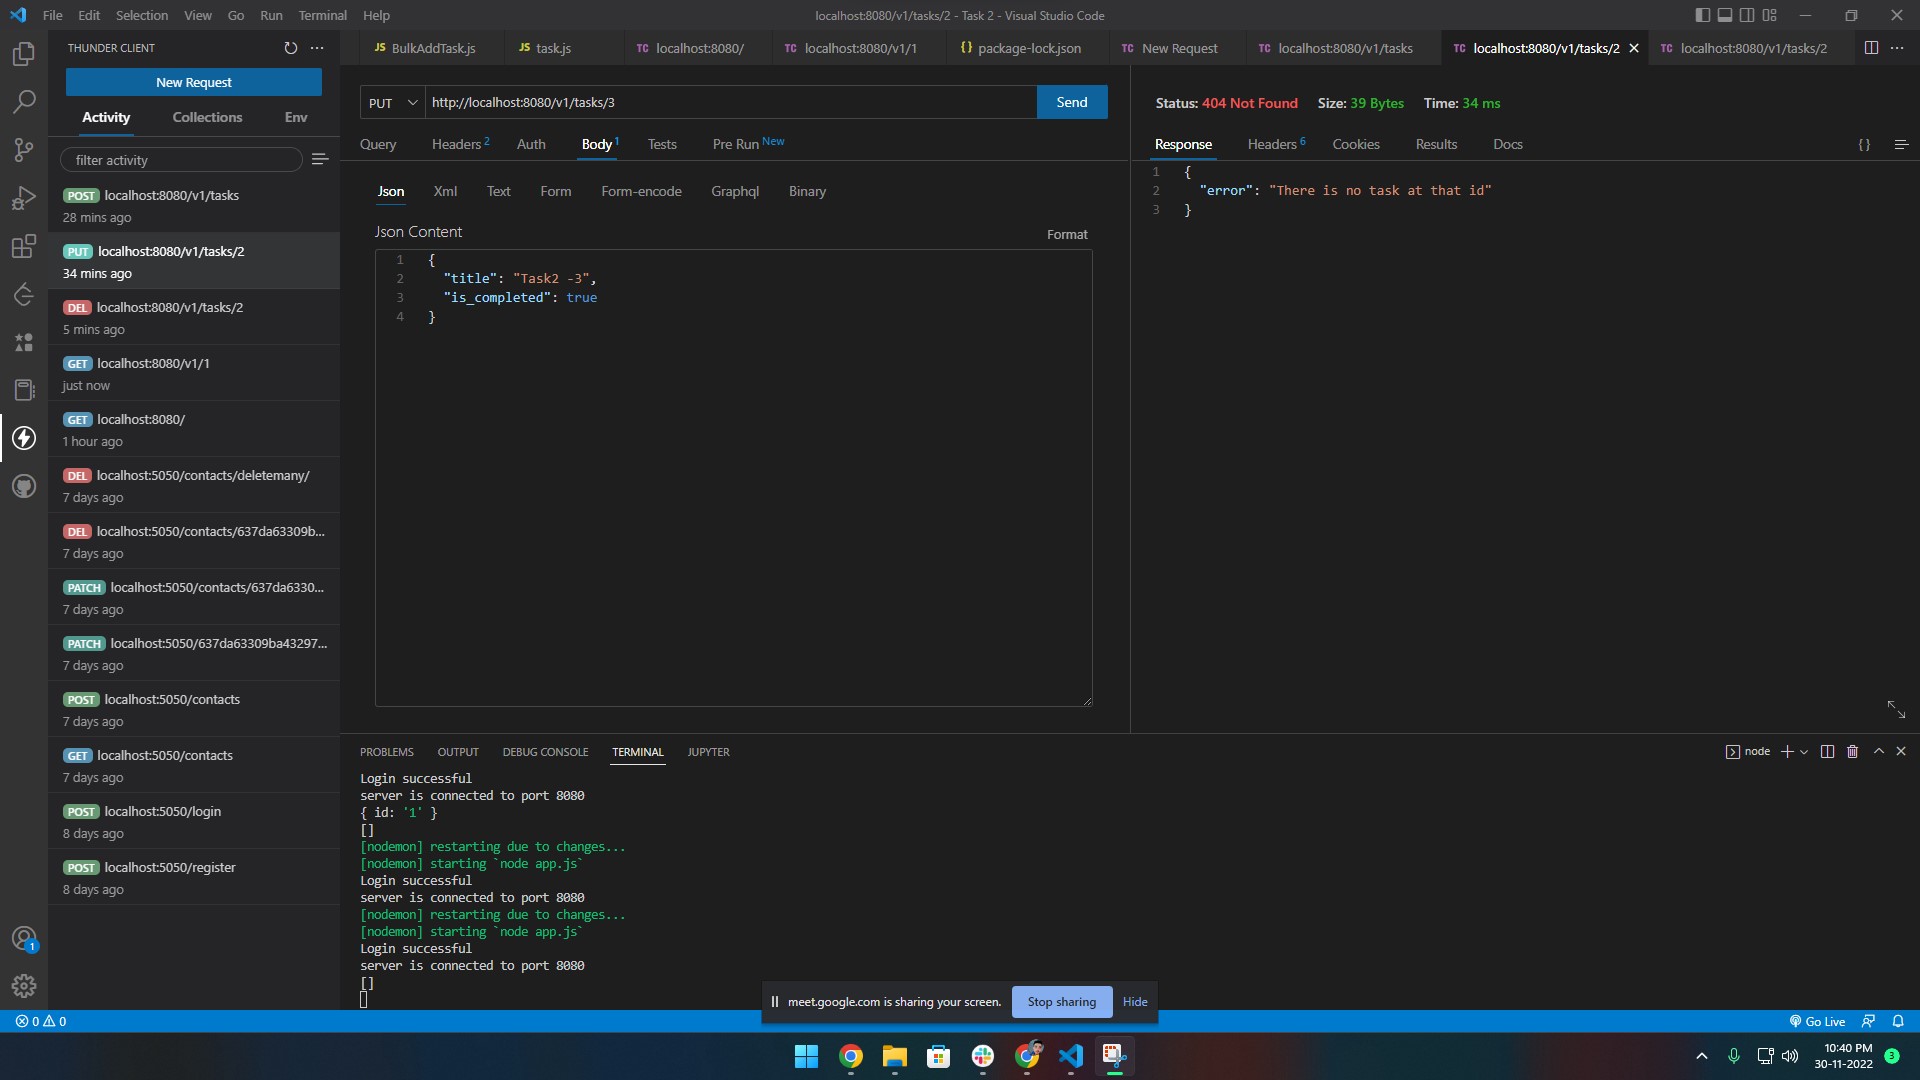 File Edit Selection View Go Run Terminal Help
localhost:8080/v1/tasks/2 - Task 2 - Visual Studio Code
THUNDER CLIENT
New Request
Activity Collections Env
filter activity
POST localhost:8080/v1/tasks
28 mins ago
PUT localhost:8080/v1/tasks/2
34 mins ago
DEL localhost:8080/v1/tasks/2
5 mins ago
GET localhost:8080/v1/1
just now
GET localhost:8080/
1 hour ago
DEL localhost:5050/contacts/deletemany/
7 days ago
DEL localhost:5050/contacts/637da63309b...
7 days ago
PATCH localhost:5050/contacts/637da6330...
7 days ago
PATCH localhost:5050/637da63309ba43297...
7 days ago
POST localhost:5050/contacts
7 days ago
GET localhost:5050/contacts
7 days ago
POST localhost:5050/login
8 days ago
POST localhost:5050/register
8 days ago
1
JS BulkAddTask.js JS task.js TC localhost:8080/ TC localhost:8080/v1/1 {} package-lock.json TC New Request TC localhost:8080/v1/tasks TC localhost:8080/v1/tasks/2 TC localhost:8080/v1/tasks/2
PUT http://localhost:8080/v1/tasks/3 Send
Query Headers 2 Auth Body 1 Tests Pre Run New
Json Xml Text Form Form-encode Graphql Binary
Json Content Format
1 {
2 "title": "Task2 -3",
3 "is_completed": true
4 }
Status: 404 Not Found Size: 39 Bytes Time: 34 ms
Response Headers 6 Cookies Results Docs {}
1 {
2 "error": "There is no task at that id"
3 }
PROBLEMS OUTPUT DEBUG CONSOLE TERMINAL JUPYTER node
Login successful
server is connected to port 8080
{ id: '1' }
[]
[nodemon] restarting due to changes...
[nodemon] starting `node app.js`
Login successful
server is connected to port 8080
[nodemon] restarting due to changes...
[nodemon] starting `node app.js`
Login successful
server is connected to port 8080
[]
meet.google.com is sharing your screen. Stop sharing Hide
0 0 Go Live
10:40 PM
30-11-2022
3